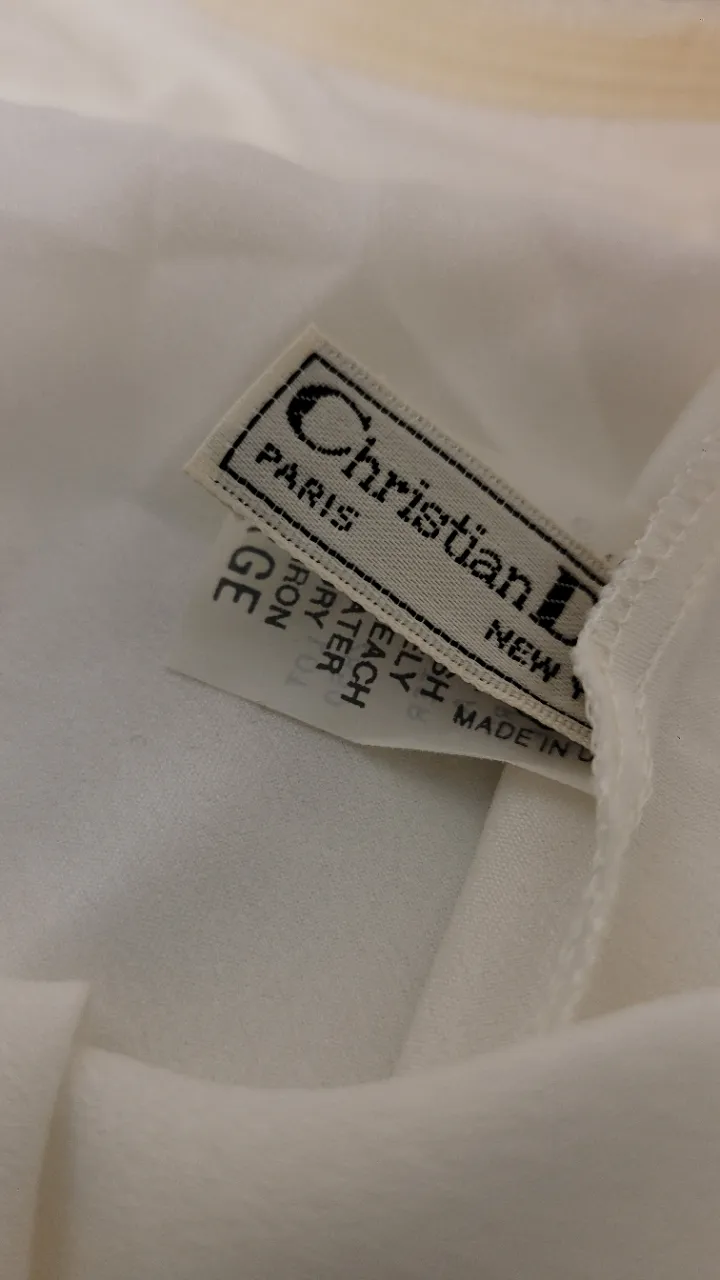 Christian D
PARIS NEW Y
GE
IRON
RY
ATER
EACH
ELY
SH
MADE IN U